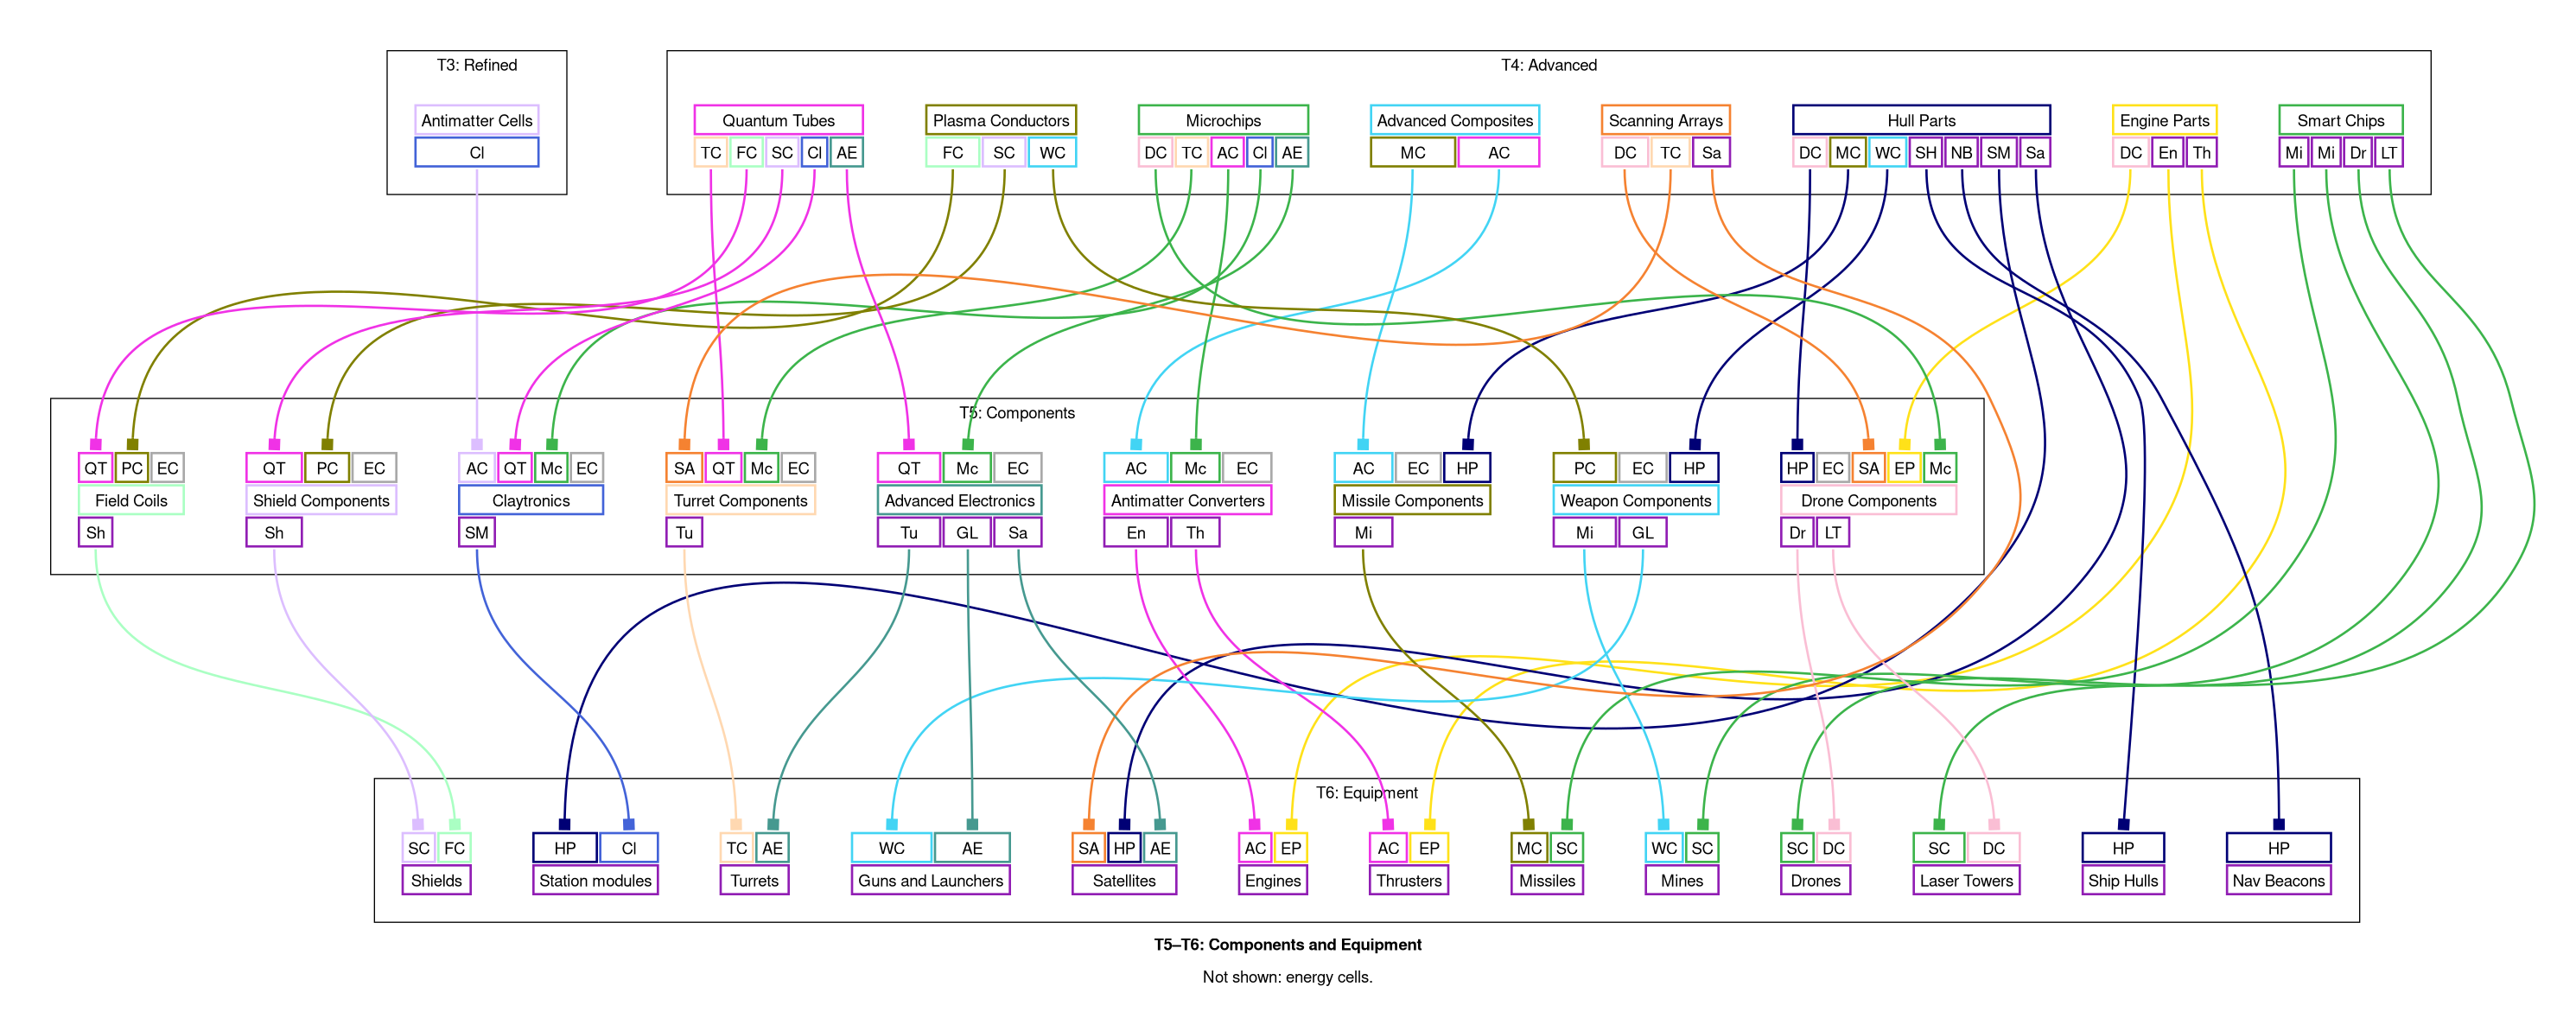 T3: Refined
T4: Advanced
Antimatter Cells
Quantum Tubes
Plasma Conductors
Microchips
Advanced Composites
Scanning Arrays
Hull Parts
Engine Parts
Smart Chips
Cl
TC FC SC Cl AE
FC SC WC
DC TC AC Cl AE
MC AC
DC TC Sa
DC MC WC SH NB SM Sa
DC En Th
Mi Mi Dr LT
T5: Components
QT PC EC
QT PC EC
AC QT Mc EC
SA QT Mc EC
QT Mc EC
AC Mc EC
AC EC HP
PC EC HP
HP EC SA EP Mc
Field Coils
Shield Components
Claytronics
Turret Components
Advanced Electronics
Antimatter Converters
Missile Components
Weapon Components
Drone Components
Sh
Sh
SM
Tu
Tu GL Sa
En Th
Mi
Mi GL
Dr LT
T6: Equipment
SC FC
HP Cl
TC AE
WC AE
SA HP AE
AC EP
AC EP
MC SC
WC SC
SC DC
SC DC
HP
HP
Shields
Station modules
Turrets
Guns and Launchers
Satellites
Engines
Thrusters
Missiles
Mines
Drones
Laser Towers
Ship Hulls
Nav Beacons
T5–T6: Components and Equipment
Not shown: energy cells.